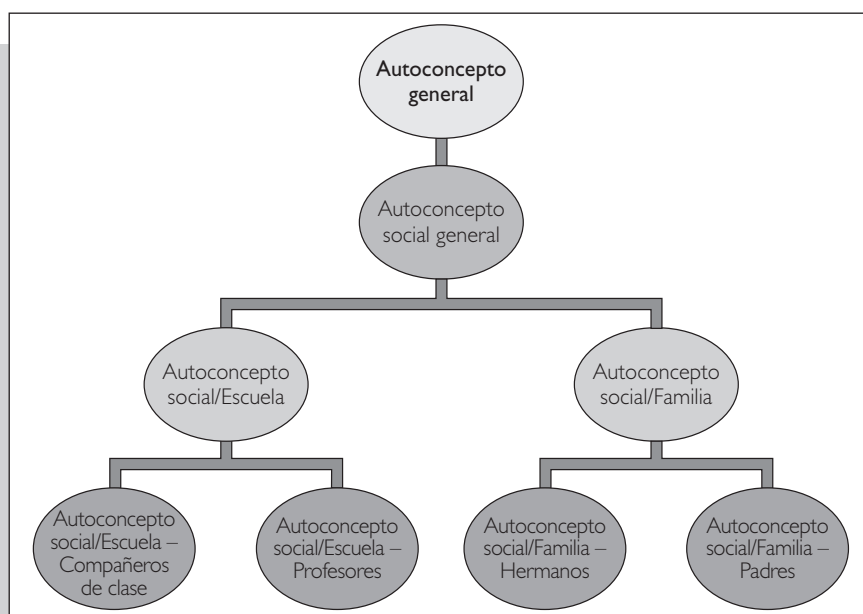 Autoconcepto
general
Autoconcepto
social general
Autoconcepto
social/Escuela
Autoconcepto
social/Familia
Autoconcepto
social/Escuela –
Compañeros
de clase
Autoconcepto
social/Escuela –
Profesores
Autoconcepto
social/Familia –
Hermanos
Autoconcepto
social/Familia –
Padres